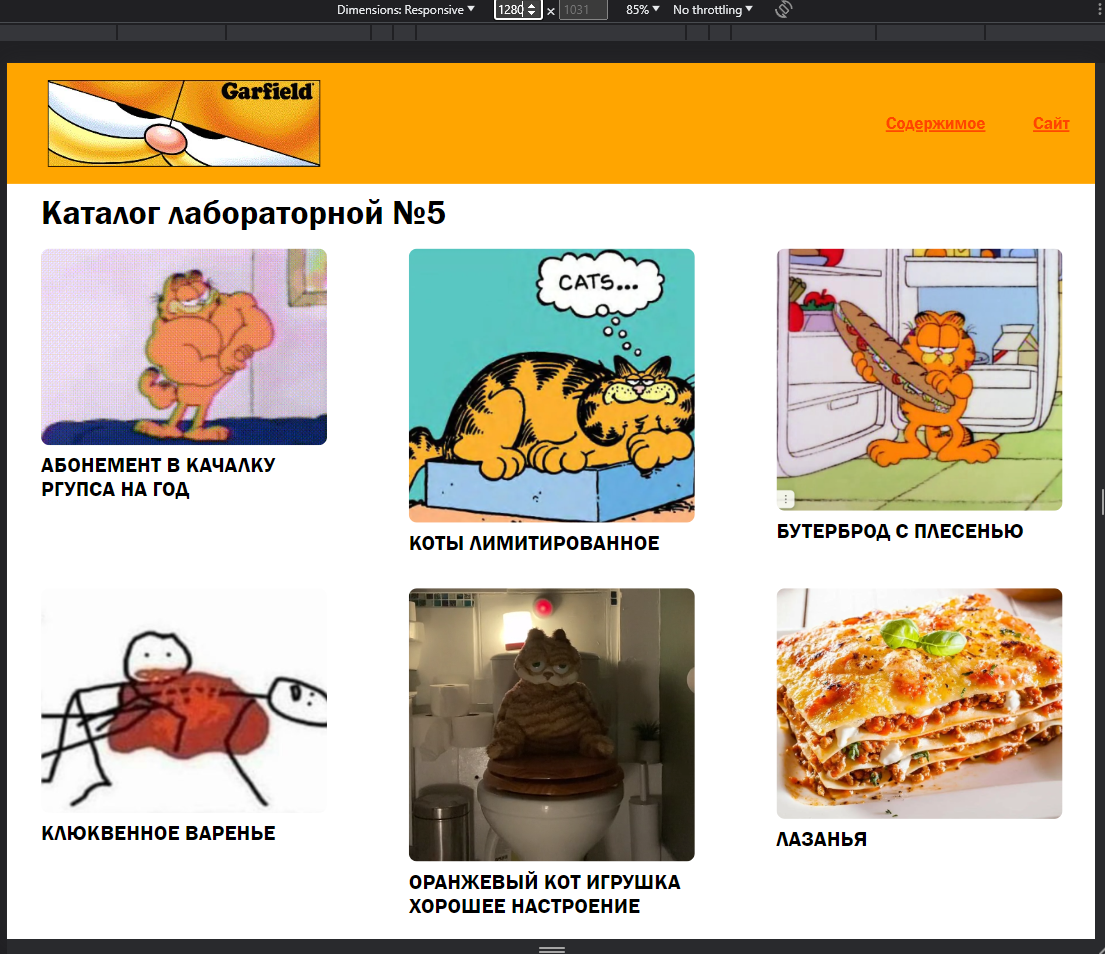 Dimensions: Responsive 1280 × 1031 85% No throttling
Garfield
Содержимое Сайт
Каталог лабораторной №5
CATS...
АБОНЕМЕНТ В КАЧАЛКУ
РГУПСА НА ГОД
КОТЫ ЛИМИТИРОВАННОЕ
БУТЕРБРОД С ПЛЕСЕНЬЮ
КЛЮКВЕННОЕ ВАРЕНЬЕ
ОРАНЖЕВЫЙ КОТ ИГРУШКА
ХОРОШЕЕ НАСТРОЕНИЕ
ЛАЗАНЬЯ